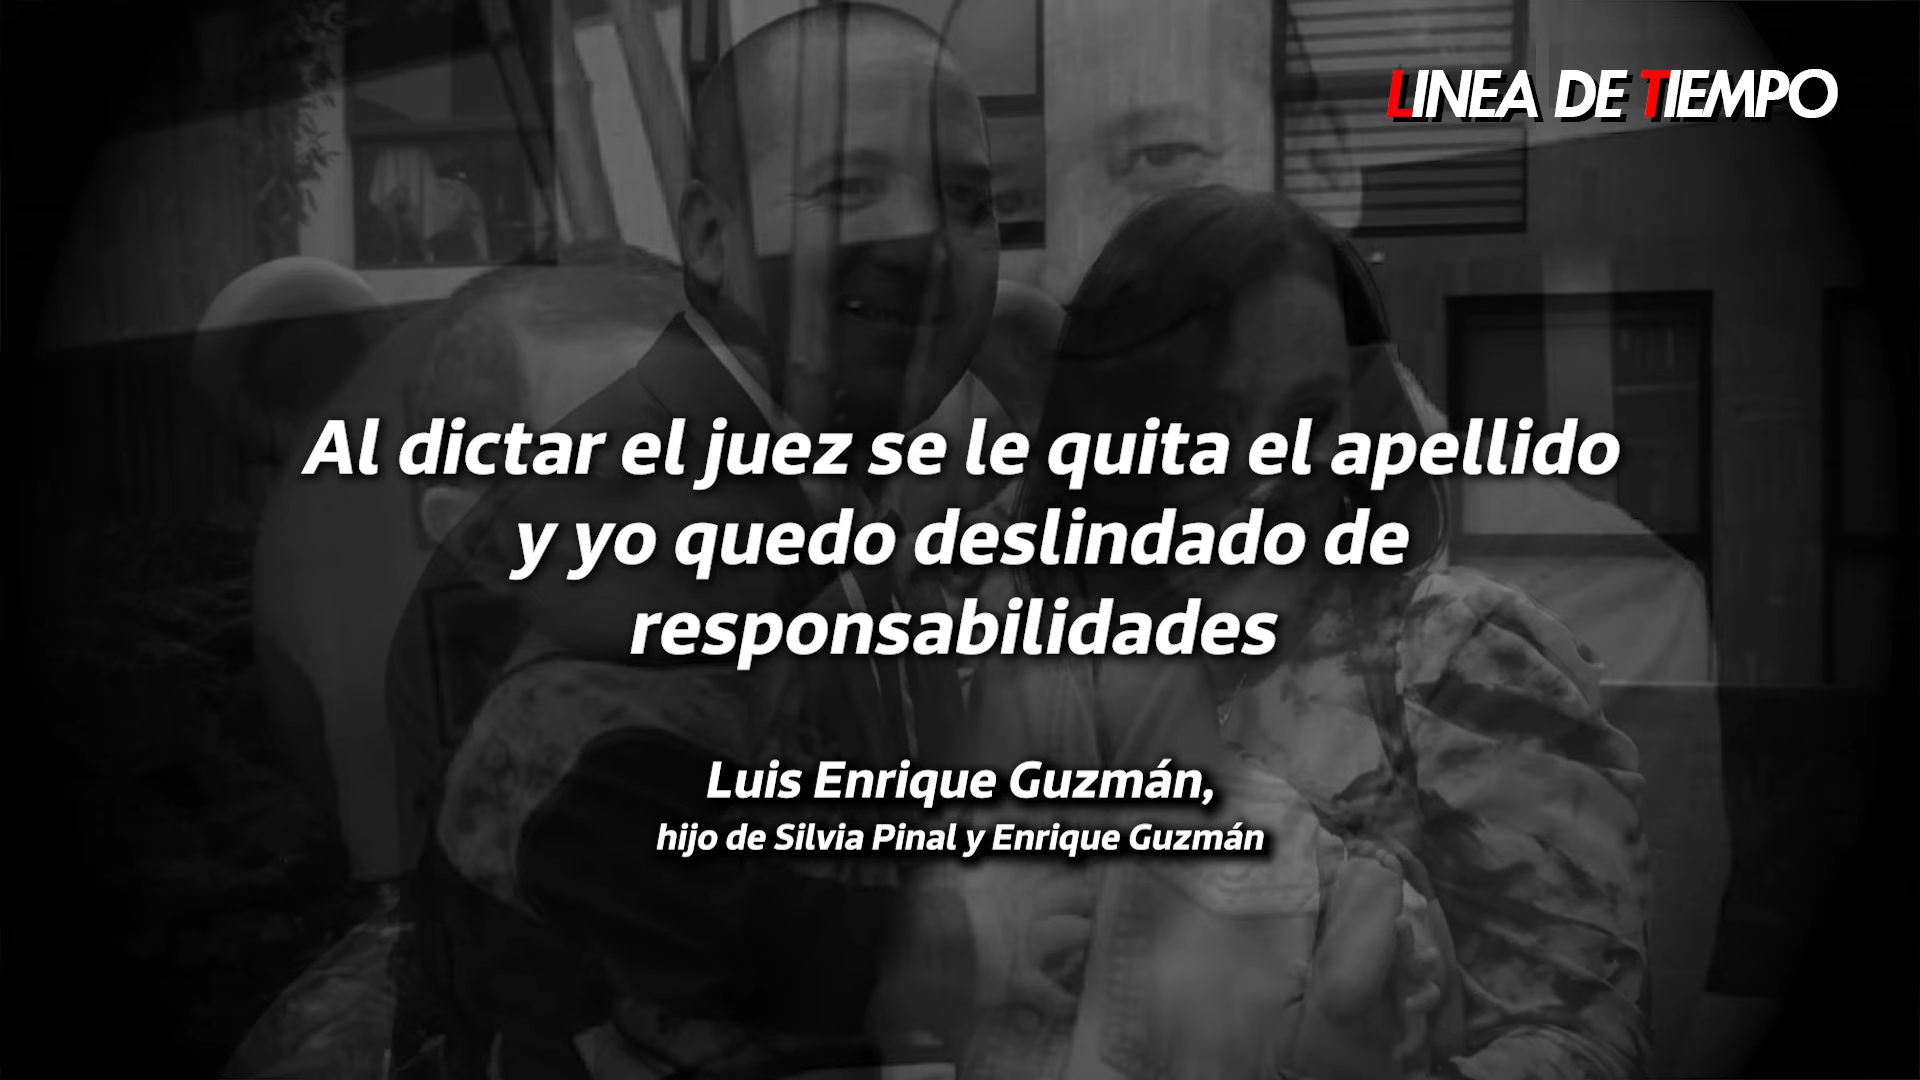 LINEA DE TIEMPO
Al dictar el juez se le quita el apellido
y yo quedo deslindado de
responsabilidades
Luis Enrique Guzmán,
hijo de Silvia Pinal y Enrique Guzmán